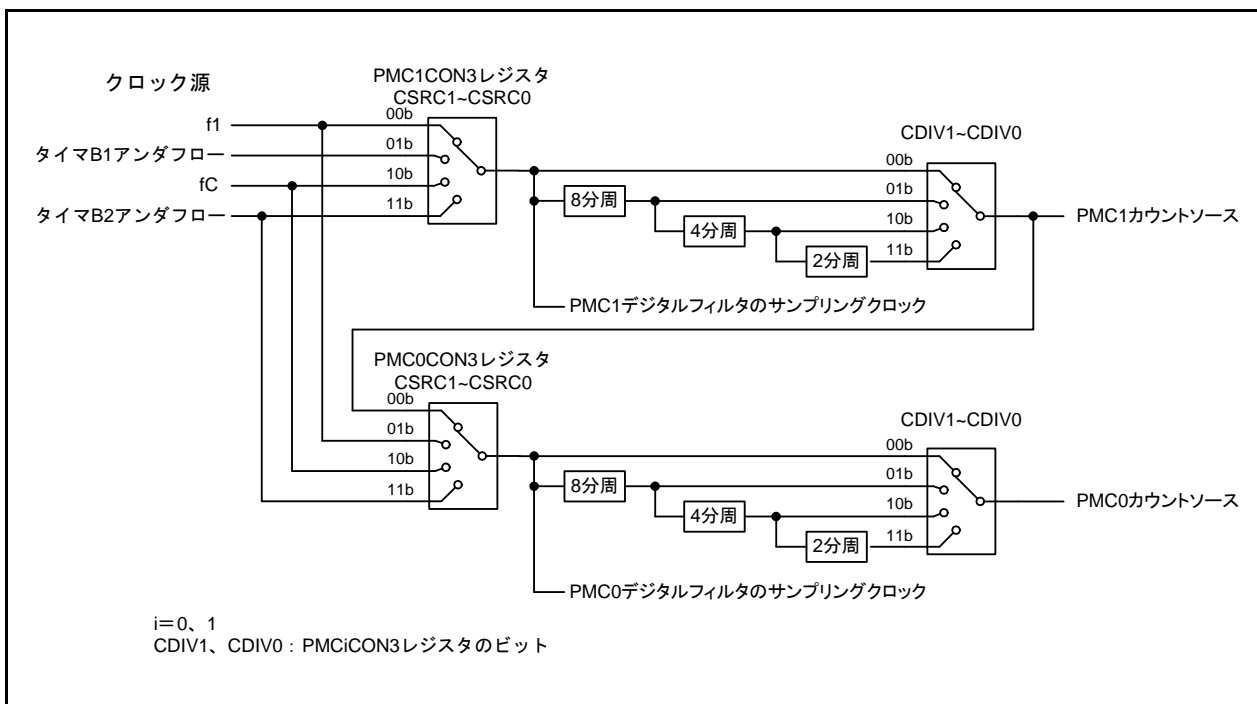 クロック源
PMC1CON3レジスタ
CSRC1~CSRC0
f1
タイマB1アンダフロー
fC
タイマB2アンダフロー
00b
01b
10b
11b
8分周
4分周
2分周
CDIV1~CDIV0
00b
01b
10b
11b
PMC1カウントソース
PMC1デジタルフィルタのサンプリングクロック
PMC0CON3レジスタ
CSRC1~CSRC0
00b
01b
10b
11b
8分周
4分周
2分周
CDIV1~CDIV0
00b
01b
10b
11b
PMC0カウントソース
PMC0デジタルフィルタのサンプリングクロック
i=0、1
CDIV1、CDIV0:PMCiCON3レジスタのビット